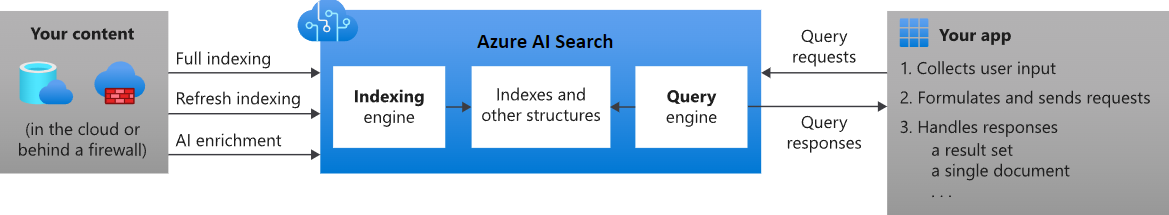 Your content
(in the cloud or
behind a firewall)
Full indexing
Refresh indexing
AI enrichment
Azure AI Search
Indexing
engine
Indexes and
other structures
Query
engine
Query
requests
Query
responses
Your app
1. Collects user input
2. Formulates and sends requests
3. Handles responses
a result set
a single document
. . .